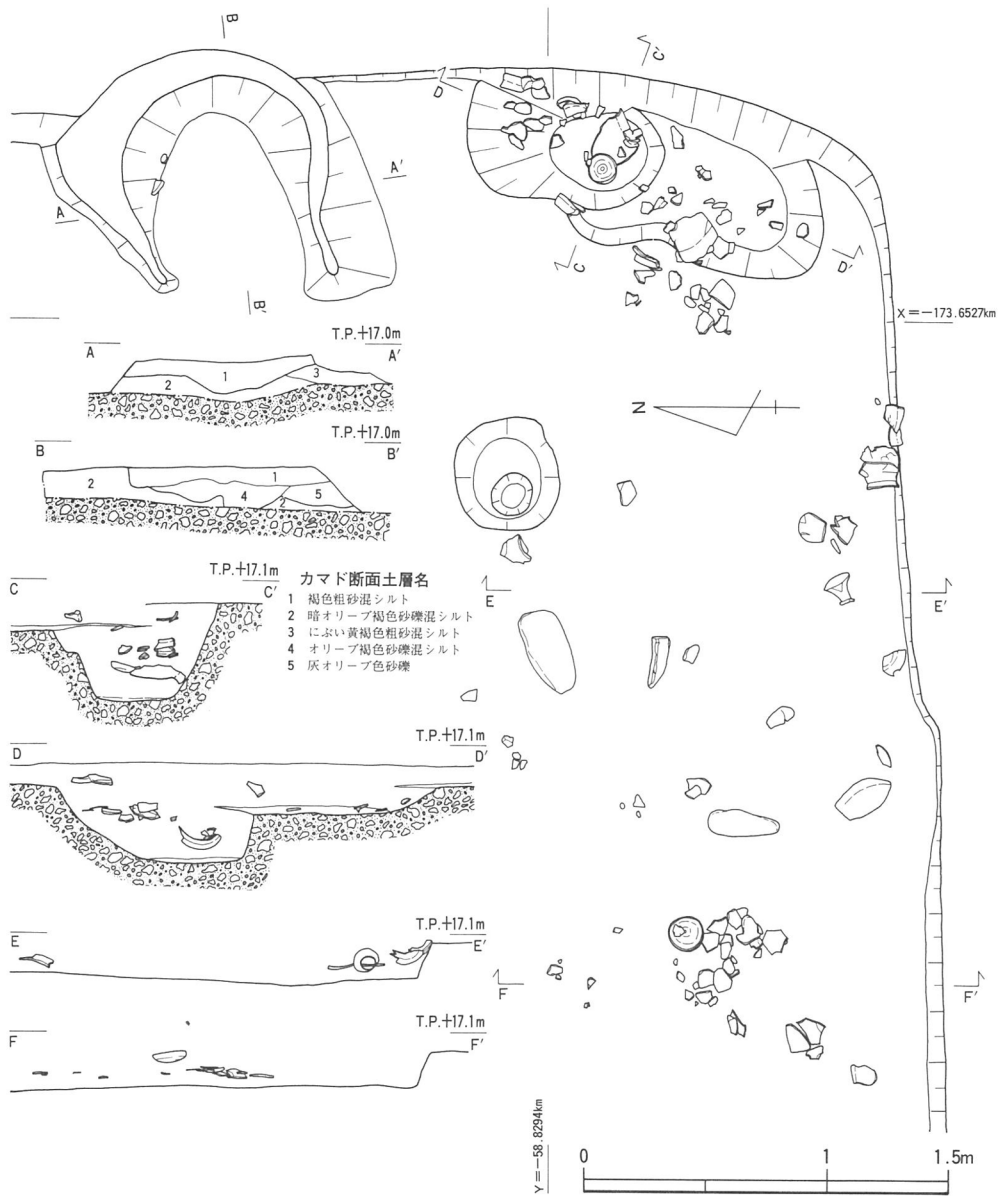 B
C'
D
A'
A
C
D'
B'
X=-173.6527km
T.P.+17.0m
A
A'
1
2
3
N
T.P.+17.0m
B
B'
1
2
4
2
5
T.P.+17.1m
C
C'
カマド断面土層名
1 褐色粗砂混シルト
2 暗オリーブ褐色砂礫混シルト
3 にぶい黄褐色粗砂混シルト
4 オリーブ褐色砂礫混シルト
5 灰オリーブ色砂礫
E
E'
T.P.+17.1m
D
D'
T.P.+17.1m
E
E'
F
F'
T.P.+17.1m
F
F'
Y=-58.8294km
0 1 1.5m